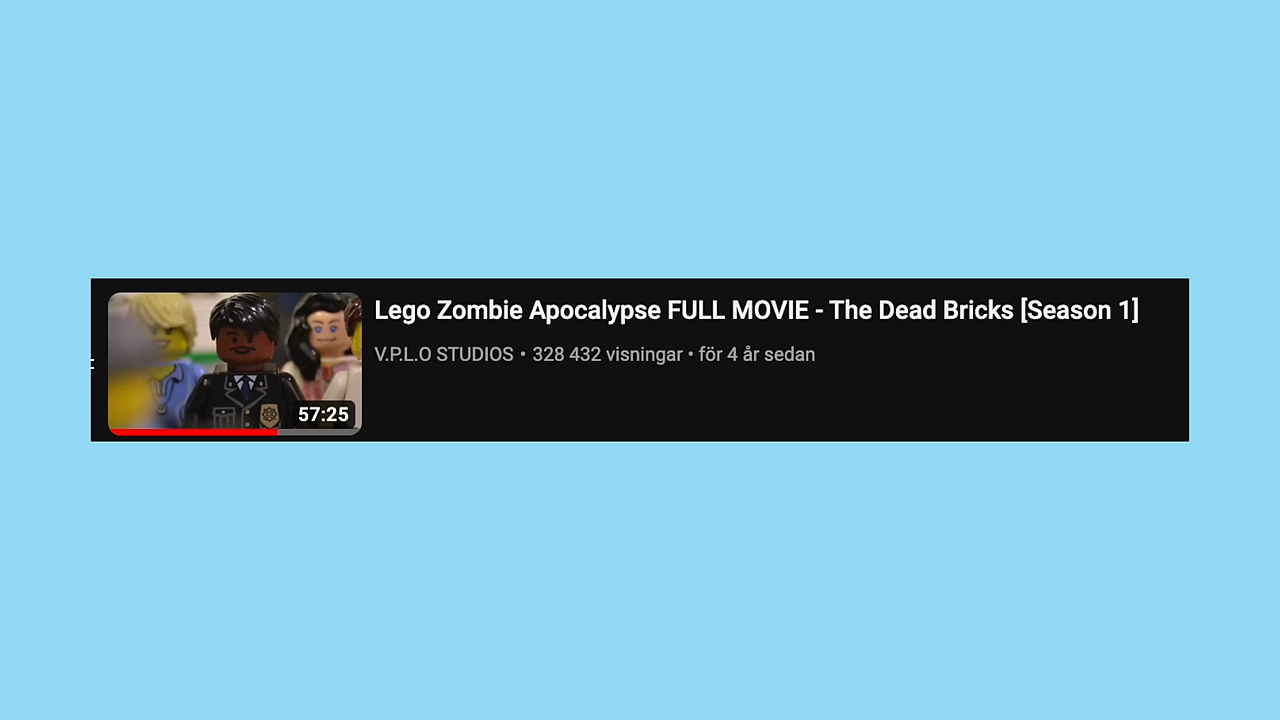 Lego Zombie Apocalypse FULL MOVIE - The Dead Bricks [Season 1]
V.P.L.O STUDIOS • 328 432 visningar • för 4 år sedan
57:25